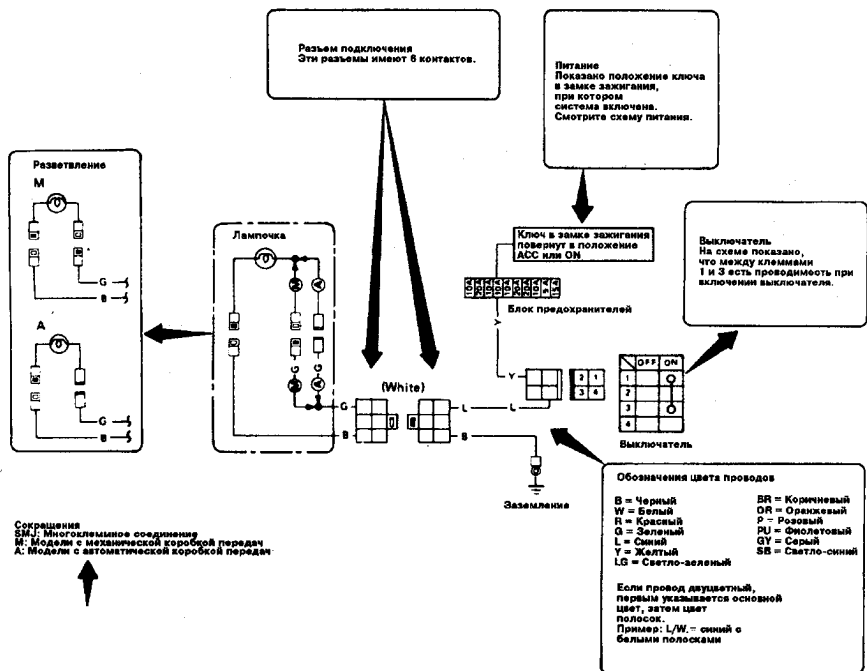 Разъем подключения
Эти разъемы имеют 6 контактов.
Питание
Показано положение ключа
в замке зажигания,
при котором
система включена.
Смотрите схему питания.
Разветвление
M
G
B
A
G
B
Лампочка
M
A
G
G
M
A
G
B
(White)
L
L
B
Y
Y
Ключ в замке зажигания
повернут в положение
ACC или ON
Блок предохранителей
2 1
3 4
OFF ON
1
2
3
4
Выключатель
Выключатель
На схеме показано,
что между клеммами
1 и 3 есть проводимость при
включении выключателя.
Заземление
Обозначения цвета проводов
B = Черный
W = Белый
R = Красный
G = Зеленый
L = Синий
Y = Желтый
LG = Светло-зеленый
BR = Коричневый
OR = Оранжевый
P = Розовый
PU = Фиолетовый
GY = Серый
SB = Светло-синий
Если провод двуцветный,
первым указывается основной
цвет, затем цвет
полосок.
Пример: L/W = синий с
белыми полосками
Сокращения
SMJ: Многоклеммное соединение
M: Модели с механической коробкой передач
A: Модели с автоматической коробкой передач